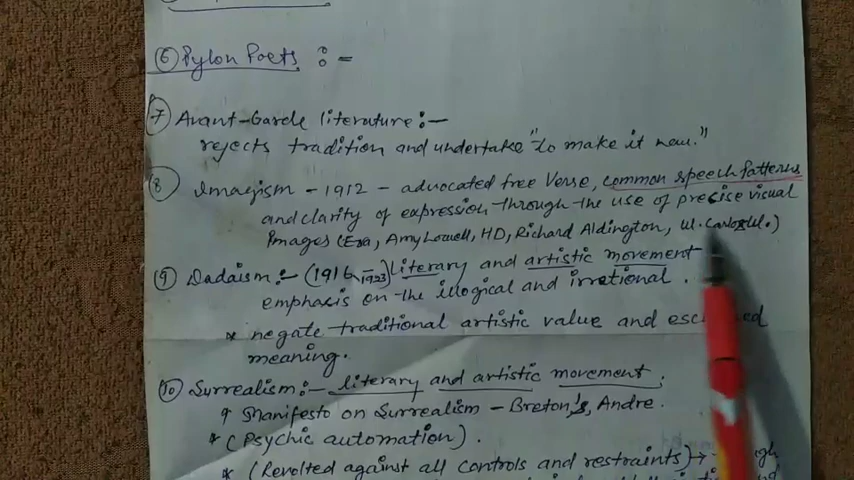 ⑥ Pylon Poets :=
⑦ Avant-Garde literature:—
rejects tradition and undertake "to make it new."
⑧ Imagism - 1912 - advocated free Verse, common speech patterns
and clarity of expression through the use of precise visual
Images (Ezra, Amy Lowell, HD, Richard Aldington, W.
⑨ Dadaism:- (1916-1923) literary and artistic movement
emphasis on the illogical and irrational.
* negate traditional artistic value and
meaning.
⑩ Surrealism:- literary and artistic movement.
Manifesto on Surrealism - Breton's, Andre.
* (Psychic automation).
* (Revolted against all controls and restraints)→